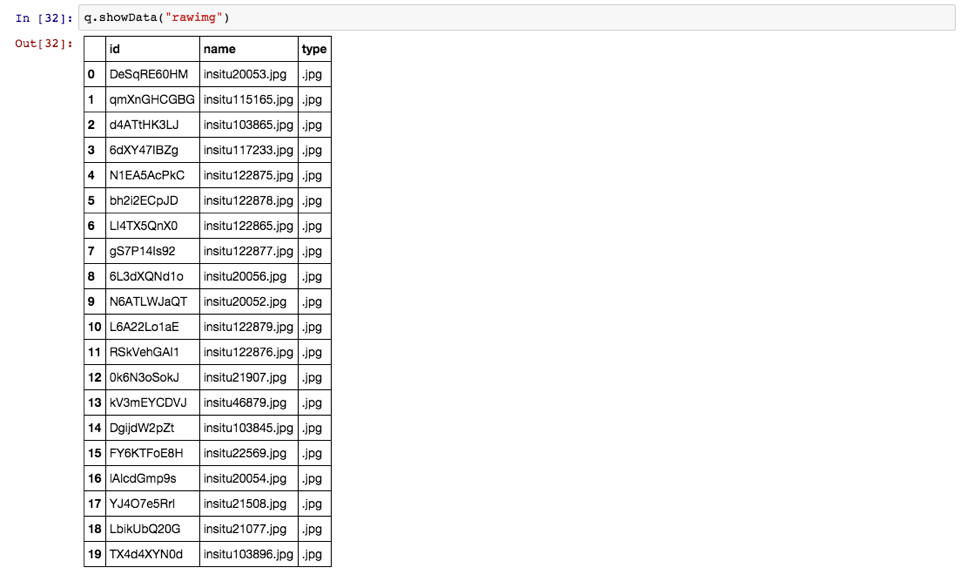 In [32]: q.showData("rawimg")
Out[32]:
id name type
0 DeSqRE60HM insitu20053.jpg .jpg
1 qmXnGHCGBG insitu115165.jpg .jpg
2 d4ATtHK3LJ insitu103865.jpg .jpg
3 6dXY47IBZg insitu117233.jpg .jpg
4 N1EA5AcPkC insitu122875.jpg .jpg
5 bh2i2ECpJD insitu122878.jpg .jpg
6 LI4TX5QnX0 insitu122865.jpg .jpg
7 gS7P14Is92 insitu122877.jpg .jpg
8 6L3dXQNd1o insitu20056.jpg .jpg
9 N6ATLWJaQT insitu20052.jpg .jpg
10 L6A22Lo1aE insitu122879.jpg .jpg
11 RSkVehGAI1 insitu122876.jpg .jpg
12 0k6N3oSokJ insitu21907.jpg .jpg
13 kV3mEYCDVJ insitu46879.jpg .jpg
14 DgijdW2pZt insitu103845.jpg .jpg
15 FY6KTFoE8H insitu22569.jpg .jpg
16 lAlcdGmp9s insitu20054.jpg .jpg
17 YJ4O7e5Rrl insitu21508.jpg .jpg
18 LbikUbQ20G insitu21077.jpg .jpg
19 TX4d4XYN0d insitu103896.jpg .jpg